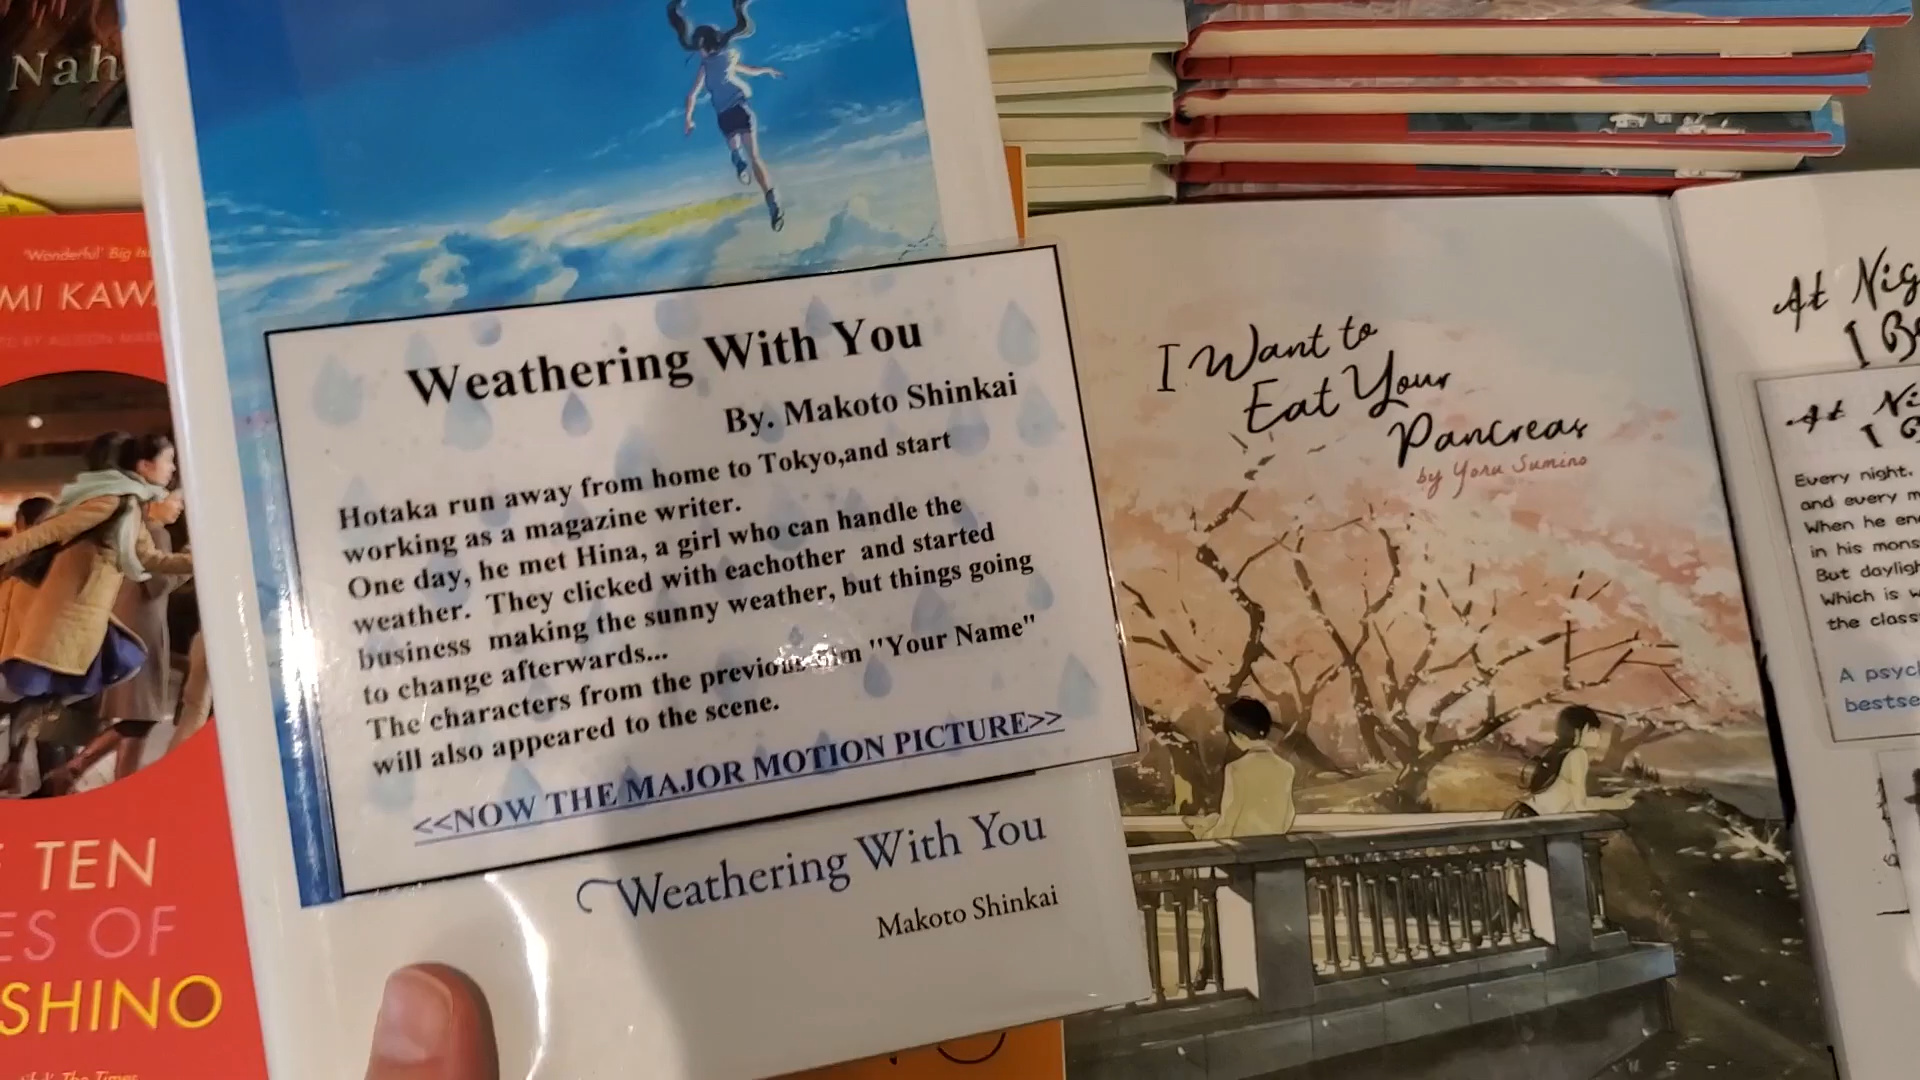 Nah
'Wonderful' Big
MI KAW
TEN
ES OF
SHINO
The Times
Weathering With You
By. Makoto Shinkai
Hotaka run away from home to Tokyo,and start
working as a magazine writer.
One day, he met Hina, a girl who can handle the
weather. They clicked with eachother and started
business making the sunny weather, but things going
to change afterwards...
The characters from the previous film "Your Name"
will also appeared to the scene.
<<NOW THE MAJOR MOTION PICTURE>>
Weathering With You
Makoto Shinkai
I Want to
Eat Your
Pancreas
by Yoru Sumino
At Nig
I B
At Ni
I
Every night.
and every m
When he en
in his mons
But dayligh
Which is w
the class
A psych
bestse